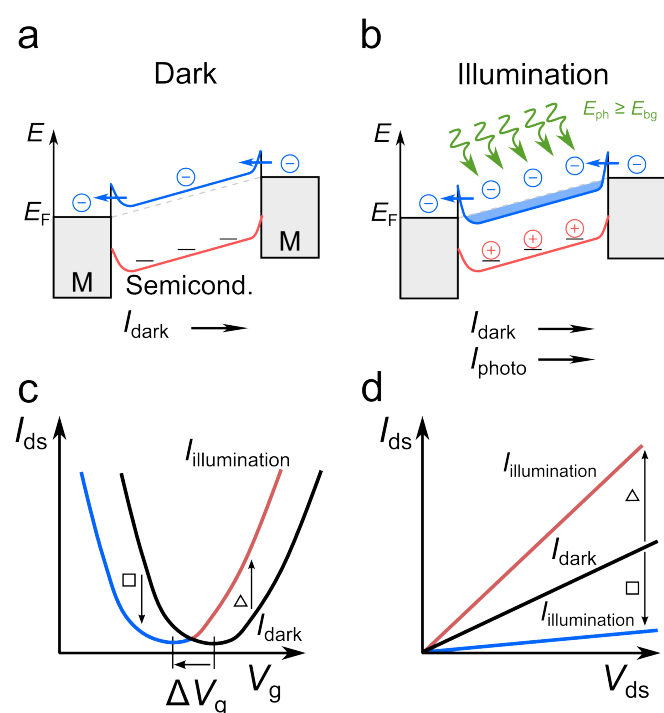 a
Dark
E
E_F
M
M
Semicond.
I_dark
b
Illumination
E_ph ≥ E_bg
E
E_F
I_dark
I_photo
c
I_ds
I_illumination
□
△
I_dark
ΔV_g
V_g
d
I_ds
I_illumination
△
I_dark
□
I_illumination
V_ds